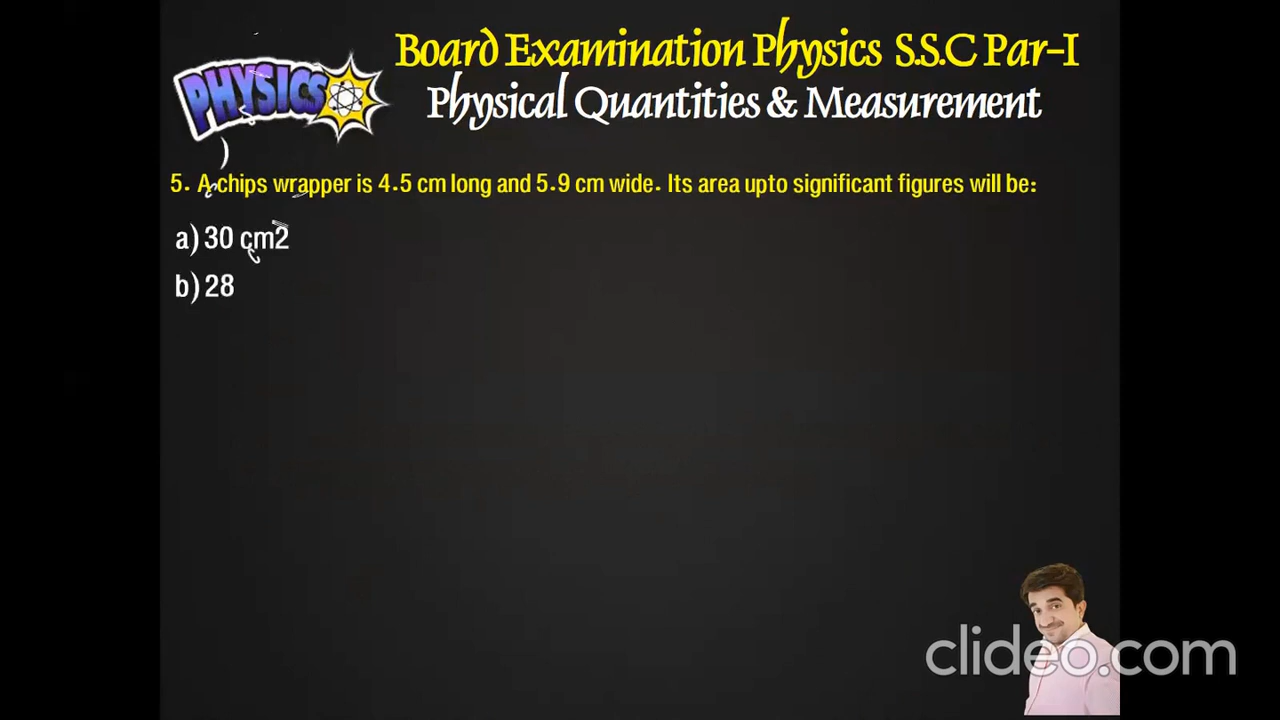 Board Examination Physics S.S.C Par-I
PHYSICS
Physical Quantities & Measurement
5. A chips wrapper is 4.5 cm long and 5.9 cm wide. Its area upto significant figures will be:
a) 30 cm2
b) 28
clideo.com